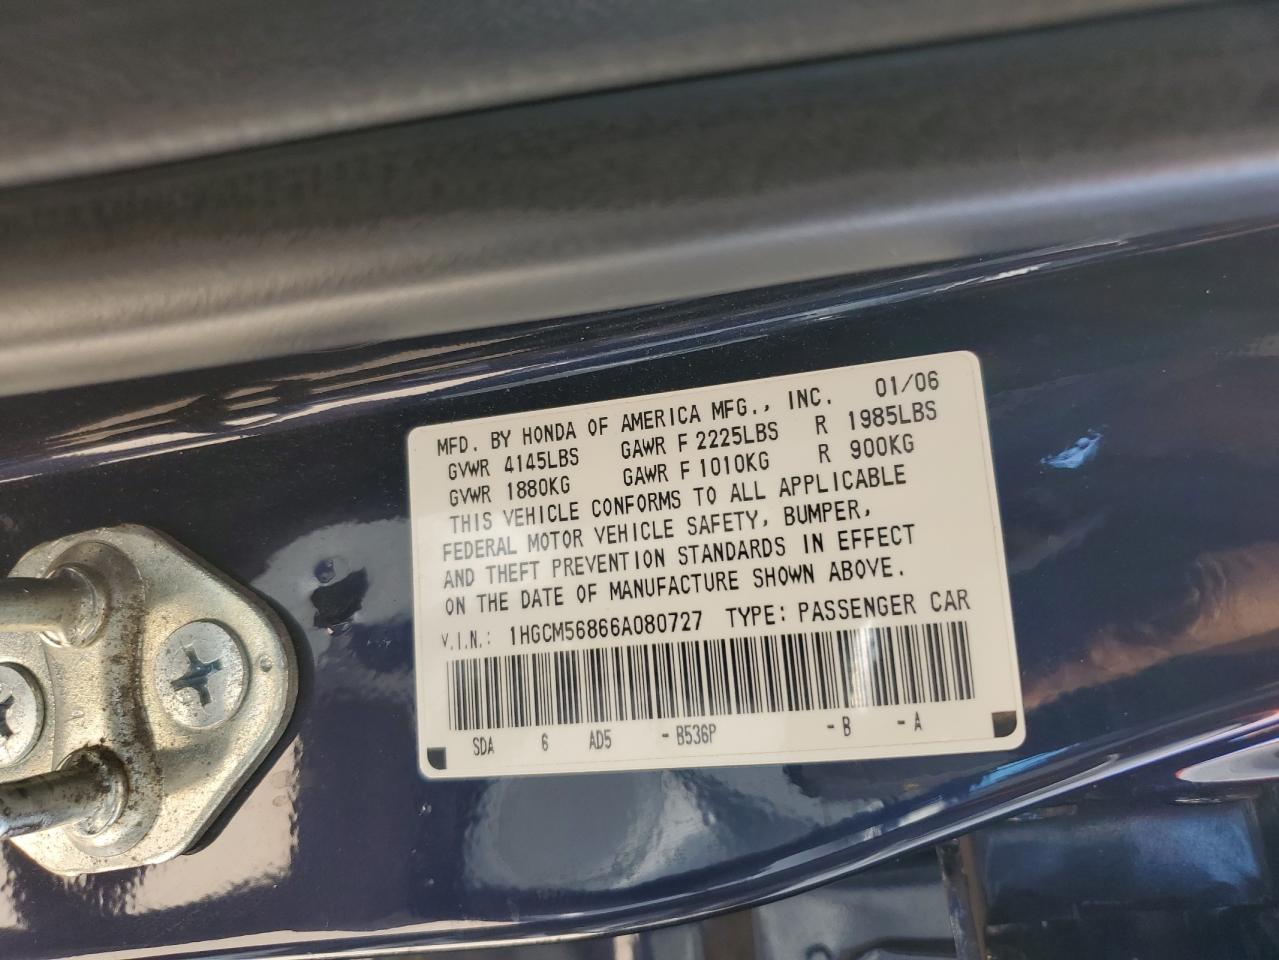 MFD. BY HONDA OF AMERICA MFG., INC. 01/06
GVWR 4145LBS GAWR F 2225LBS R 1985LBS
GVWR 1880KG GAWR F 1010KG R 900KG
THIS VEHICLE CONFORMS TO ALL APPLICABLE
FEDERAL MOTOR VEHICLE SAFETY, BUMPER,
AND THEFT PREVENTION STANDARDS IN EFFECT
ON THE DATE OF MANUFACTURE SHOWN ABOVE.
V.I.N.: 1HGCM56866A080727 TYPE: PASSENGER CAR
SDA 6 AD5 - B536P - B - A